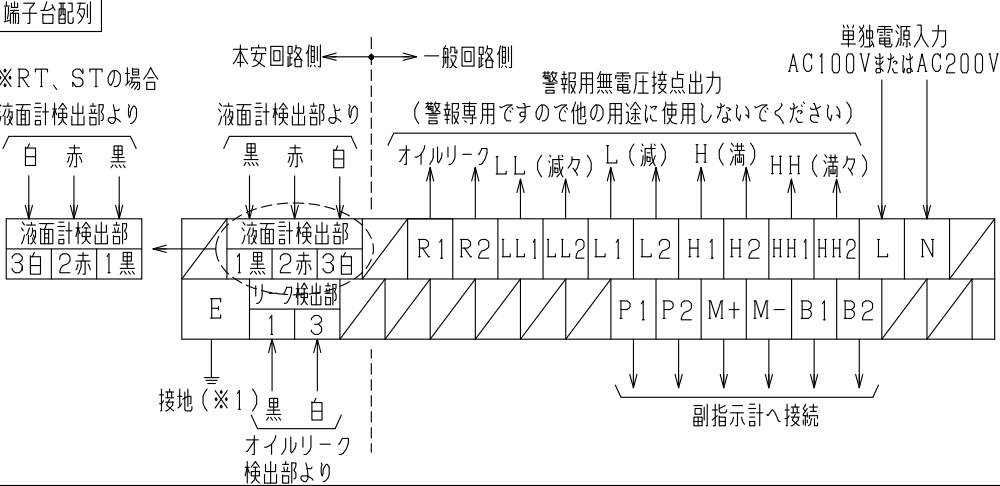 端子台配列
本安回路側
一般回路側
単独電源入力
AC100VまたはAC200V
※RT、STの場合
液面計検出部より
白 赤 黒
液面計検出部より
黒 赤 白
警報用無電圧接点出力
(警報専用ですので他の用途に使用しないでください)
オイルリーク LL(減々) L(減) H(満) HH(満々)
液面計検出部
3白 2赤 1黒
液面計検出部
1黒 2赤 3白
R1 R2 LL1 LL2 L1 L2 H1 H2 HH1 HH2 L N
E
リーク検出部
1 3
P1 P2 M+ M- B1 B2
接地(※1)
黒 白
オイルリーク
検出部より
副指示計へ接続